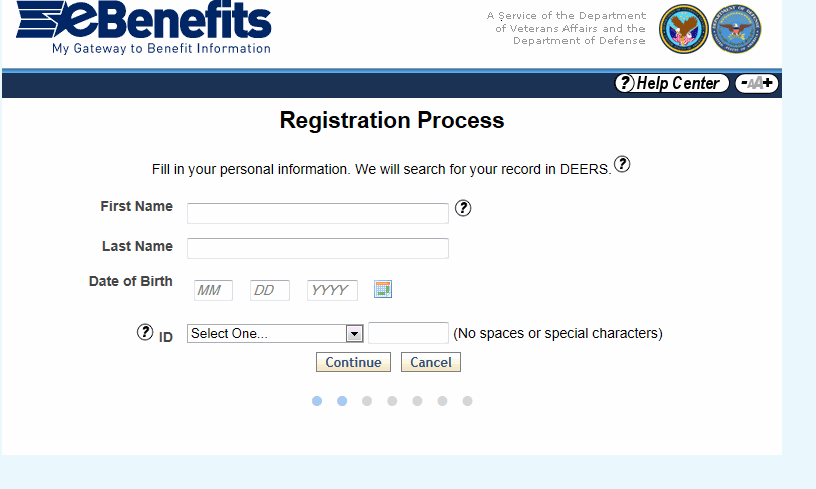 eBenefits
My Gateway to Benefit Information
A Service of the Department
of Veterans Affairs and the
Department of Defense
? Help Center
-AA+
Registration Process
Fill in your personal information. We will search for your record in DEERS. ?
First Name ?
Last Name
Date of Birth MM DD YYYY
? ID Select One... (No spaces or special characters)
Continue Cancel